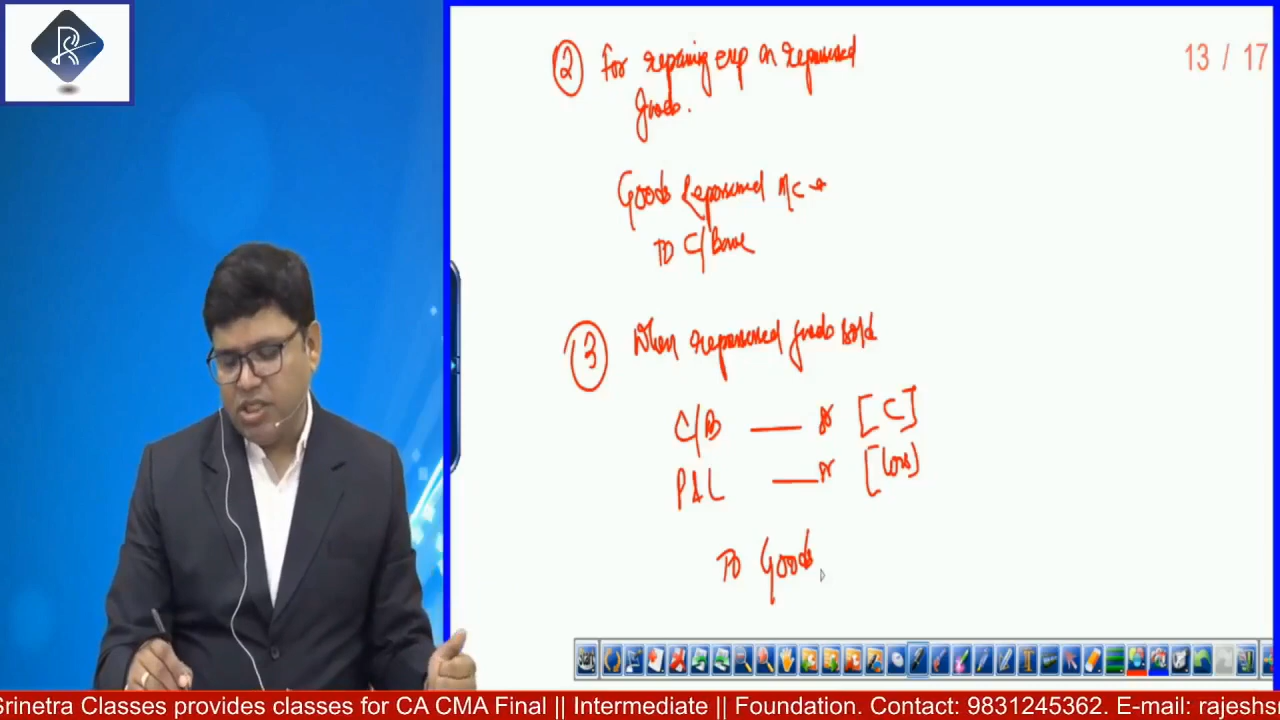 13 / 17
② For repairing exp on repossessed
goods.
Goods Repossessed A/c Dr
To C/Bank
⑬ When repossessed goods sold
C/B — Dr [C]
P&L — Dr [Loss]
To Goods
Srinetra Classes provides classes for CA CMA Final || Intermediate || Foundation. Contact: 9831245362. E-mail: rajeshs